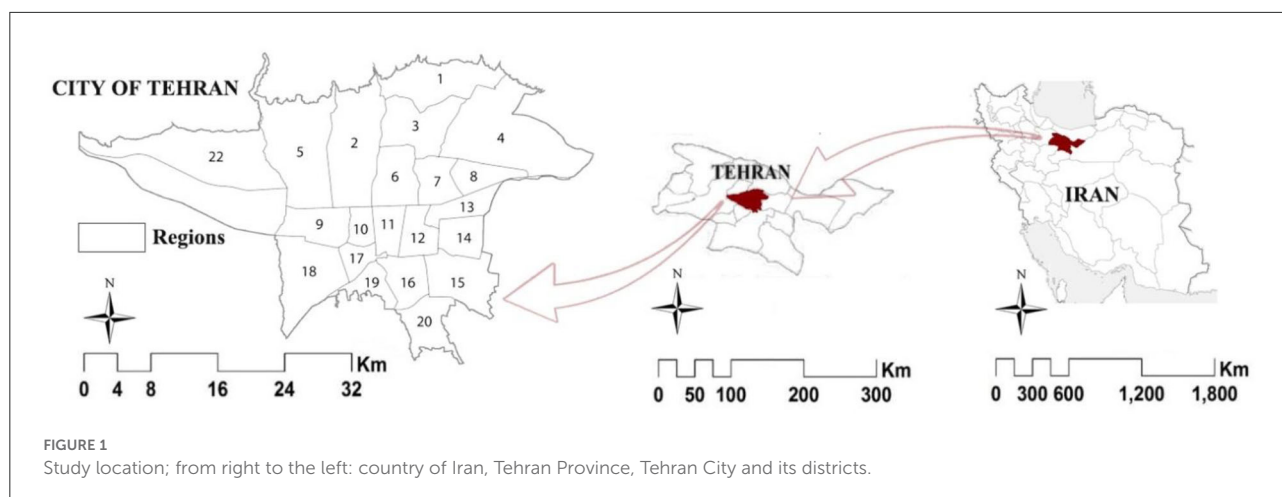 CITY OF TEHRAN
1
2
3
4
5
22
6
7
8
9
10
11
12
13
14
15
16
17
18
19
20
Regions
N
Km
0 4 8 16 24 32
TEHRAN
N
Km
0 50 100 200 300
IRAN
N
Km
0 300 600 1,200 1,800
FIGURE 1
Study location; from right to the left: country of Iran, Tehran Province, Tehran City and its districts.